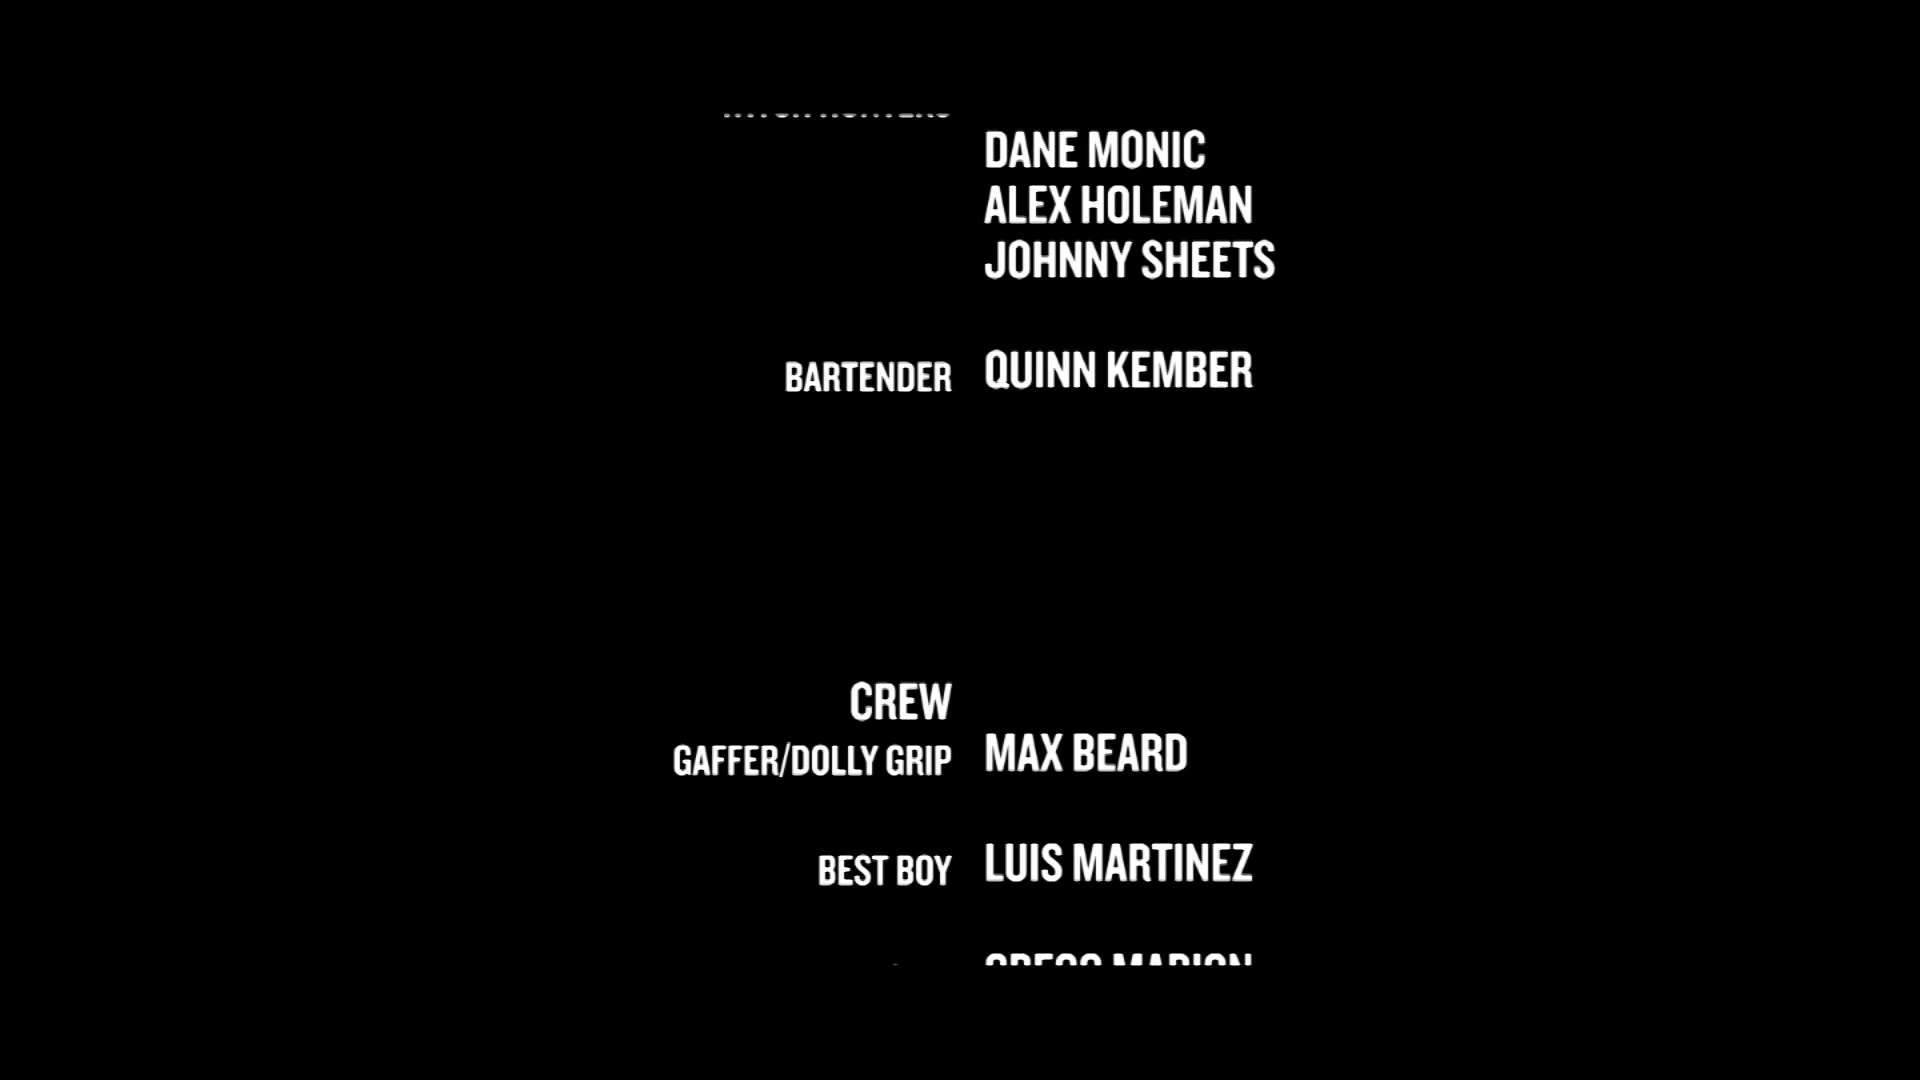 DANE MONIC
ALEX HOLEMAN
JOHNNY SHEETS
BARTENDER QUINN KEMBER
CREW
GAFFER/DOLLY GRIP MAX BEARD
BEST BOY LUIS MARTINEZ